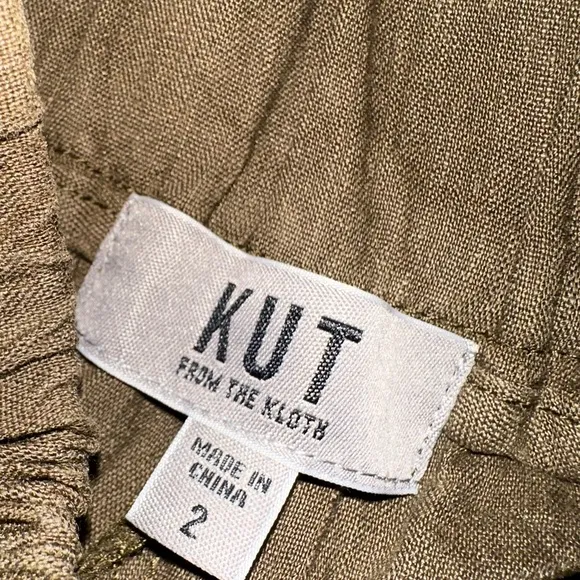 KUT
FROM THE KLOTH
MADE IN
CHINA
2